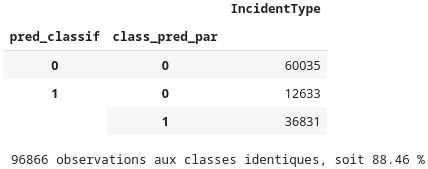 IncidentType
pred_classif class_pred_par
0 0 60035
1 0 12633
1 36831
96866 observations aux classes identiques, soit 88.46 %